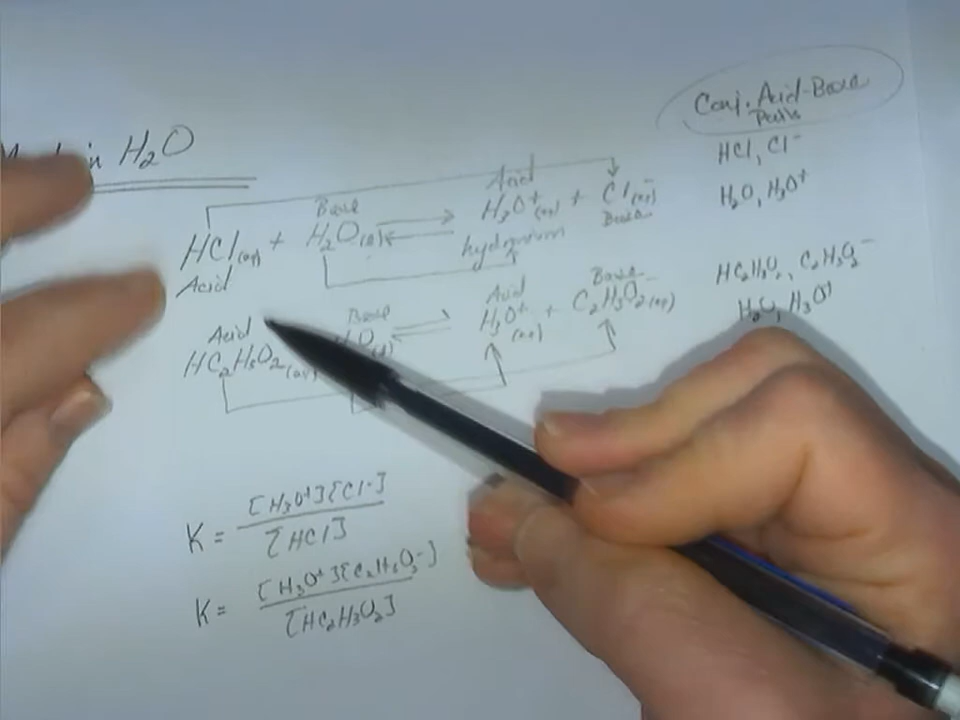 in H₂O
Conj. Acid-Base
Pairs
HCl, Cl⁻
H₂O, H₃O⁺
Base Acid
HCl(aq) + H₂O(l) ⇌ H₃O⁺(aq) + Cl⁻(aq)
Acid hydronium Base
HC₂H₃O₂, C₂H₃O₂⁻
H₂O, H₃O⁺
Acid Base Acid Base
HC₂H₃O₂(aq) ⇌ H₃O⁺(aq) + C₂H₃O₂⁻(aq)
K = [H₃O⁺][Cl⁻]
[HCl]
K = [H₃O⁺][C₂H₃O₂⁻]
[HC₂H₃O₂]